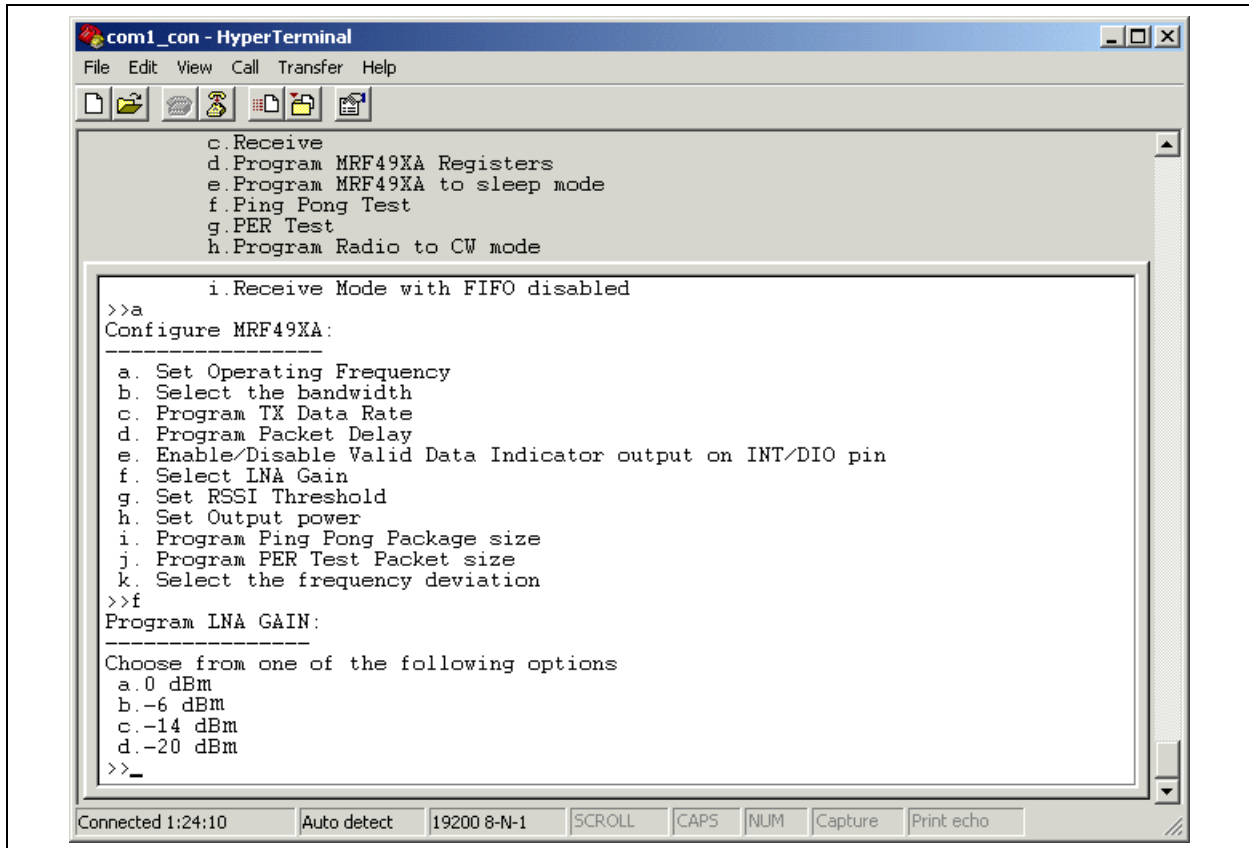 com1_con - HyperTerminal
File Edit View Call Transfer Help
c.Receive
d.Program MRF49XA Registers
e.Program MRF49XA to sleep mode
f.Ping Pong Test
g.PER Test
h.Program Radio to CW mode
i.Receive Mode with FIFO disabled
>>a
Configure MRF49XA:
-----------------
a. Set Operating Frequency
b. Select the bandwidth
c. Program TX Data Rate
d. Program Packet Delay
e. Enable/Disable Valid Data Indicator output on INT/DIO pin
f. Select LNA Gain
g. Set RSSI Threshold
h. Set Output power
i. Program Ping Pong Package size
j. Program PER Test Packet size
k. Select the frequency deviation
>>f
Program LNA GAIN:
----------------
Choose from one of the following options
a.0 dBm
b.-6 dBm
c.-14 dBm
d.-20 dBm
>>_
Connected 1:24:10 Auto detect 19200 8-N-1 SCROLL CAPS NUM Capture Print echo